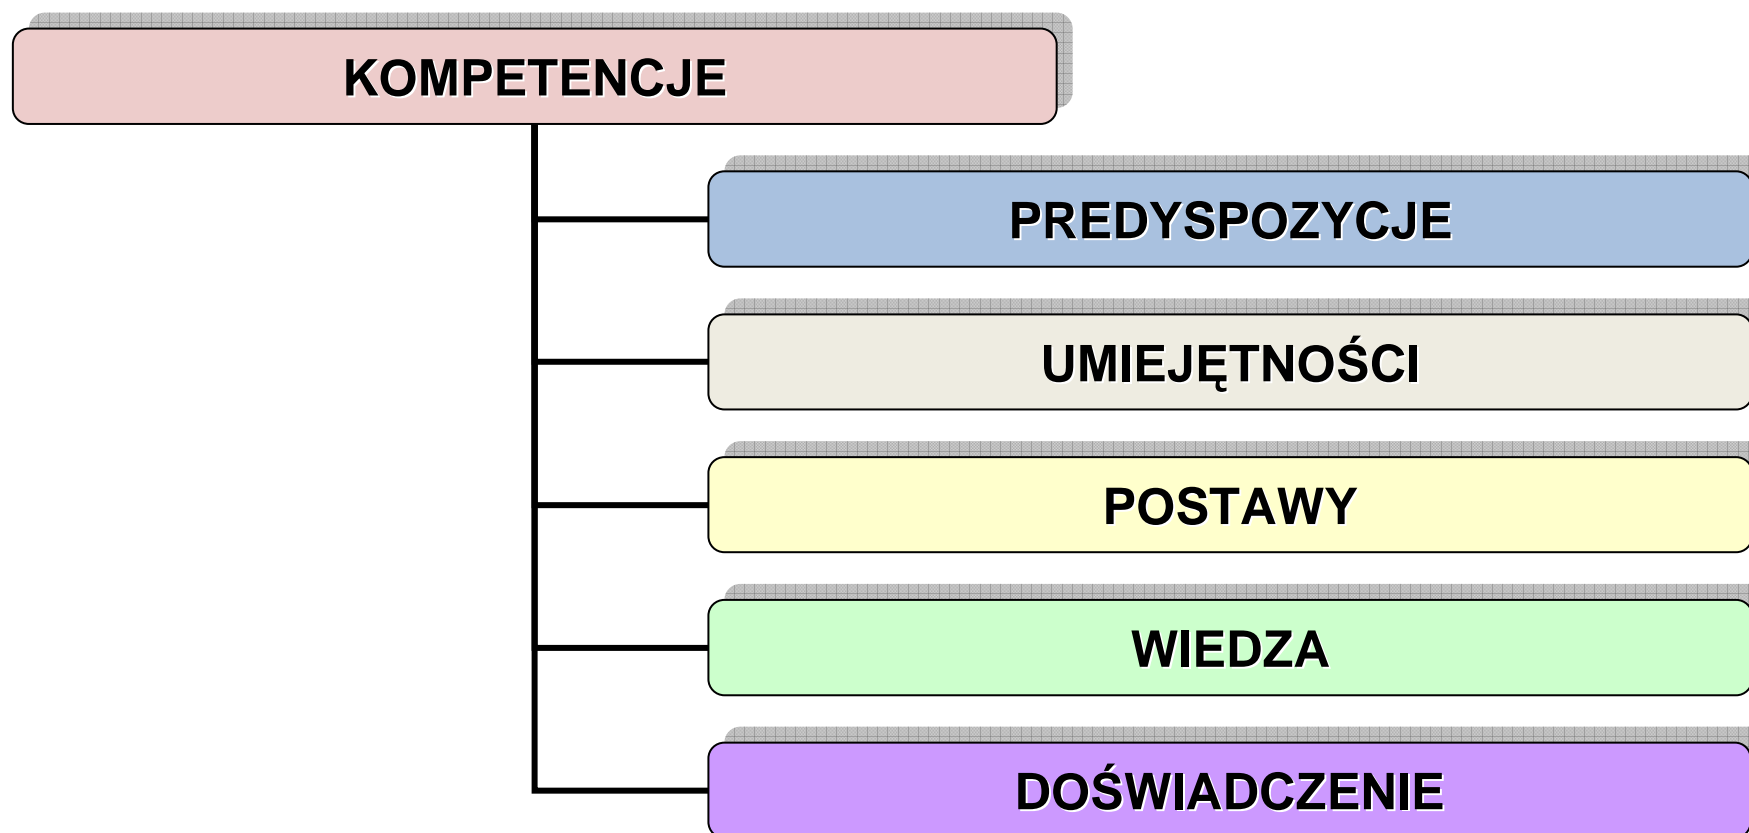 KOMPETENCJE
PREDYSPOZYCJE
UMIEJĘTNOŚCI
POSTAWY
WIEDZA
DOŚWIADCZENIE